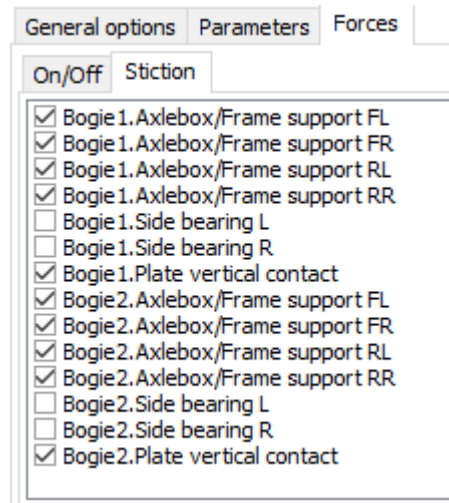 General options Parameters Forces
On/Off Stiction
Bogie1.Axlebox/Frame support FL
Bogie1.Axlebox/Frame support FR
Bogie1.Axlebox/Frame support RL
Bogie1.Axlebox/Frame support RR
Bogie1.Side bearing L
Bogie1.Side bearing R
Bogie1.Plate vertical contact
Bogie2.Axlebox/Frame support FL
Bogie2.Axlebox/Frame support FR
Bogie2.Axlebox/Frame support RL
Bogie2.Axlebox/Frame support RR
Bogie2.Side bearing L
Bogie2.Side bearing R
Bogie2.Plate vertical contact